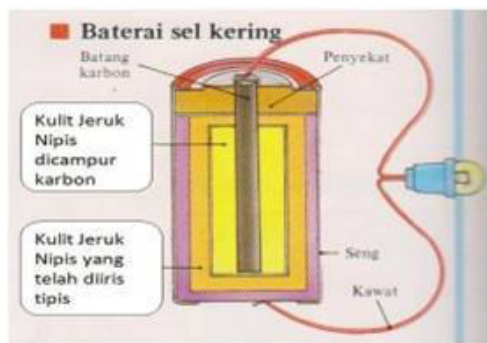 Baterai sel kering
Batang
karbon
Penyekat
Kulit Jeruk
Nipis
dicampur
karbon
Kulit Jeruk
Nipis yang
telah diiris
tipis
Seng
Kawat